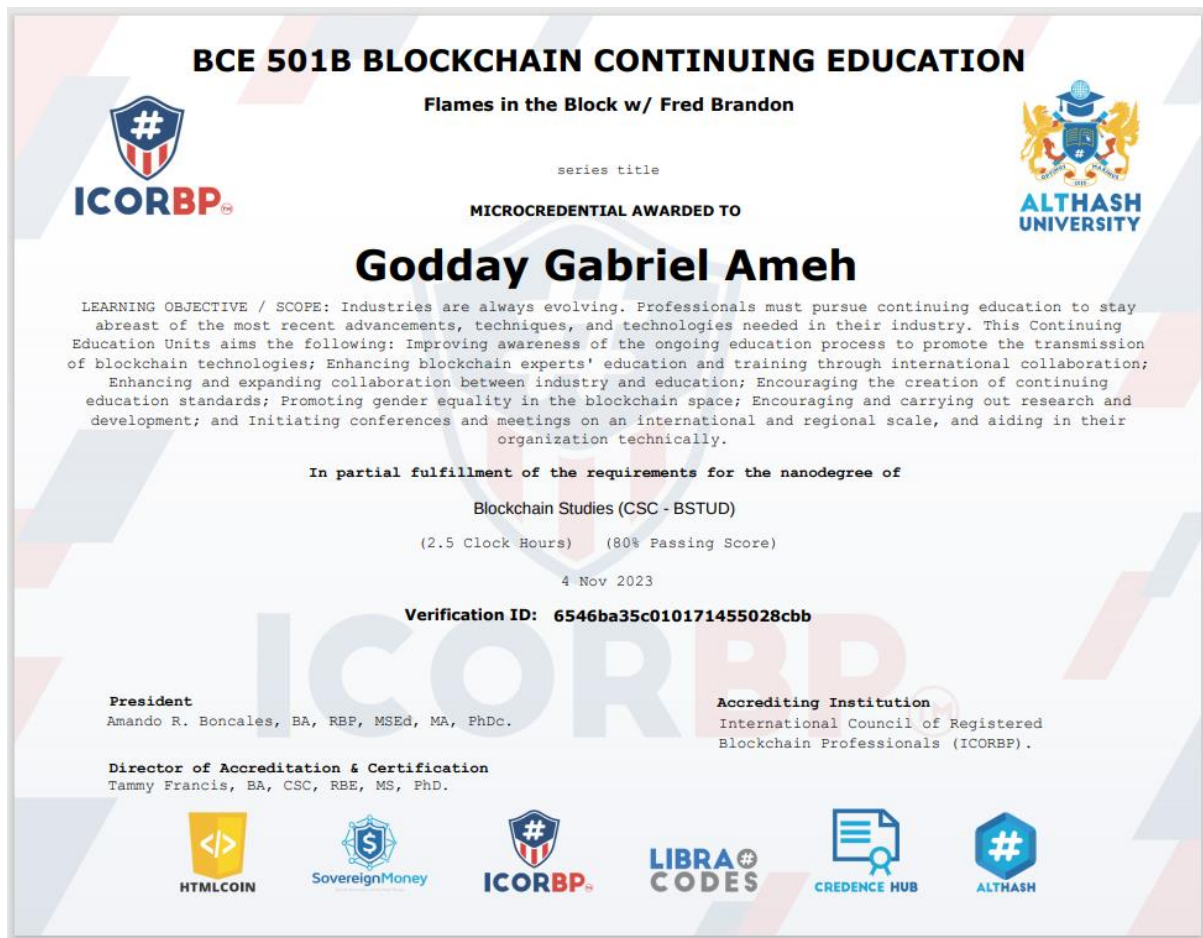 BCE 501B BLOCKCHAIN CONTINUING EDUCATION
Flames in the Block w/ Fred Brandon
#
ICORBP
series title
ALTHASH
UNIVERSITY
MICROCREDENTIAL AWARDED TO
Godday Gabriel Ameh
LEARNING OBJECTIVE / SCOPE: Industries are always evolving. Professionals must pursue continuing education to stay
abreast of the most recent advancements, techniques, and technologies needed in their industry. This Continuing
Education Units aims the following: Improving awareness of the ongoing education process to promote the transmission
of blockchain technologies; Enhancing blockchain experts' education and training through international collaboration;
Enhancing and expanding collaboration between industry and education; Encouraging the creation of continuing
education standards; Promoting gender equality in the blockchain space; Encouraging and carrying out research and
development; and Initiating conferences and meetings on an international and regional scale, and aiding in their
organization technically.
In partial fulfillment of the requirements for the nanodegree of
Blockchain Studies (CSC - BSTUD)
(2.5 Clock Hours) (80% Passing Score)
4 Nov 2023
Verification ID: 6546ba35c010171455028cbb
ICORBP
President
Amando R. Boncales, BA, RBP, MSEd, MA, PhDc.
Accrediting Institution
International Council of Registered
Blockchain Professionals (ICORBP).
Director of Accreditation & Certification
Tammy Francis, BA, CSC, RBE, MS, PhD.
</>
HTMLCOIN
$
SovereignMoney
#
ICORBP
LIBRA#
CODES
CREDENCE HUB
#
ALTHASH